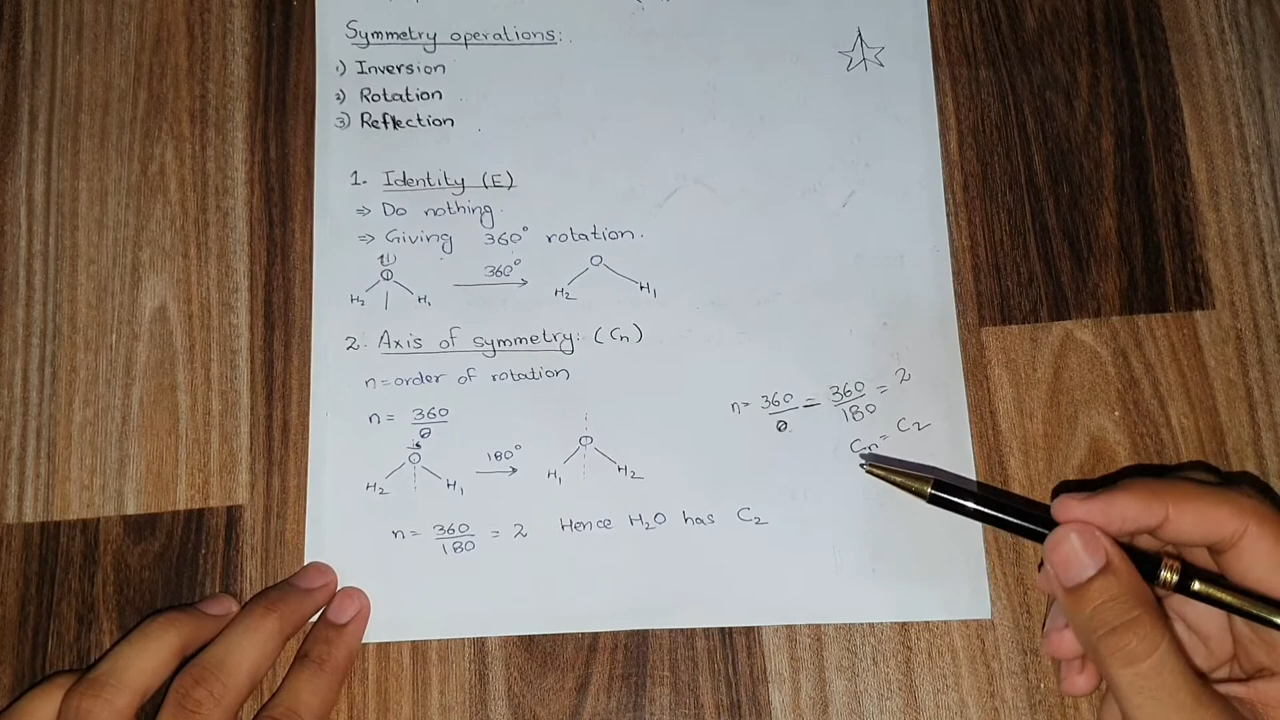 Symmetry operations:
1) Inversion
2) Rotation
3) Reflection
1. Identity (E)
⇒ Do nothing.
⇒ Giving 360° rotation.
H₂ H₁ 360° O H₂ H₁
2. Axis of symmetry: (Cn)
n=order of rotation
n = 360/θ
H₂ O H₁ 180° O H₁ H₂
n = 360/180 = 2 Hence H₂O has C₂
n= 360/θ = 360/180 = 2
Cn = C₂